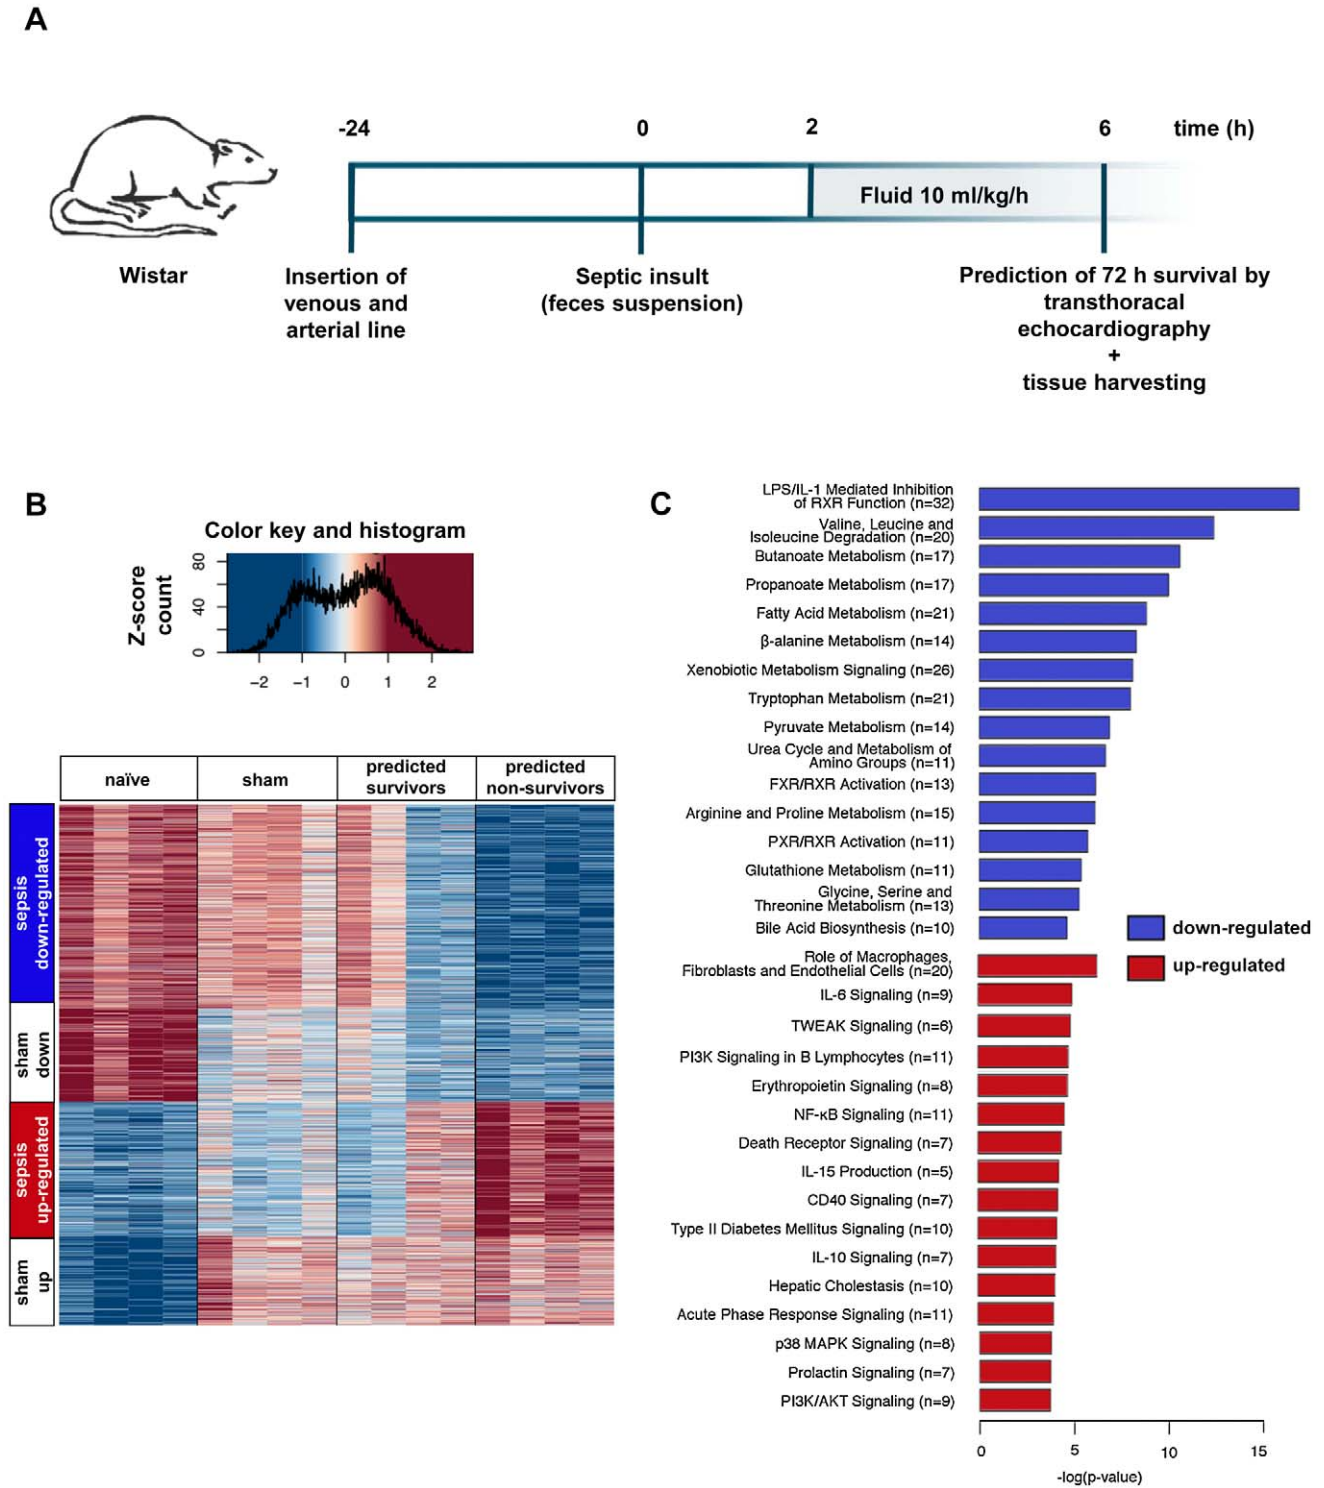 A
-24
0
2
6
time (h)
Fluid 10 ml/kg/h
Wistar
Insertion of
venous and
arterial line
Septic insult
(feces suspension)
Prediction of 72 h survival by
transthoracal
echocardiography
+
tissue harvesting
B
Color key and histogram
Z-score
count
80
40
0
−2
−1
0
1
2
naïve
sham
predicted
survivors
predicted
non-survivors
sepsis
down-regulated
sham
down
sepsis
up-regulated
sham
up
C
LPS/IL-1 Mediated Inhibition
of RXR Function (n=32)
Valine, Leucine and
Isoleucine Degradation (n=20)
Butanoate Metabolism (n=17)
Propanoate Metabolism (n=17)
Fatty Acid Metabolism (n=21)
β-alanine Metabolism (n=14)
Xenobiotic Metabolism Signaling (n=26)
Tryptophan Metabolism (n=21)
Pyruvate Metabolism (n=14)
Urea Cycle and Metabolism of
Amino Groups (n=11)
FXR/RXR Activation (n=13)
Arginine and Proline Metabolism (n=15)
PXR/RXR Activation (n=11)
Glutathione Metabolism (n=11)
Glycine, Serine and
Threonine Metabolism (n=13)
Bile Acid Biosynthesis (n=10)
Role of Macrophages,
Fibroblasts and Endothelial Cells (n=20)
IL-6 Signaling (n=9)
TWEAK Signaling (n=6)
PI3K Signaling in B Lymphocytes (n=11)
Erythropoietin Signaling (n=8)
NF-κB Signaling (n=11)
Death Receptor Signaling (n=7)
IL-15 Production (n=5)
CD40 Signaling (n=7)
Type II Diabetes Mellitus Signaling (n=10)
IL-10 Signaling (n=7)
Hepatic Cholestasis (n=10)
Acute Phase Response Signaling (n=11)
p38 MAPK Signaling (n=8)
Prolactin Signaling (n=7)
PI3K/AKT Signaling (n=9)
down-regulated
up-regulated
0
5
10
15
-log(p-value)